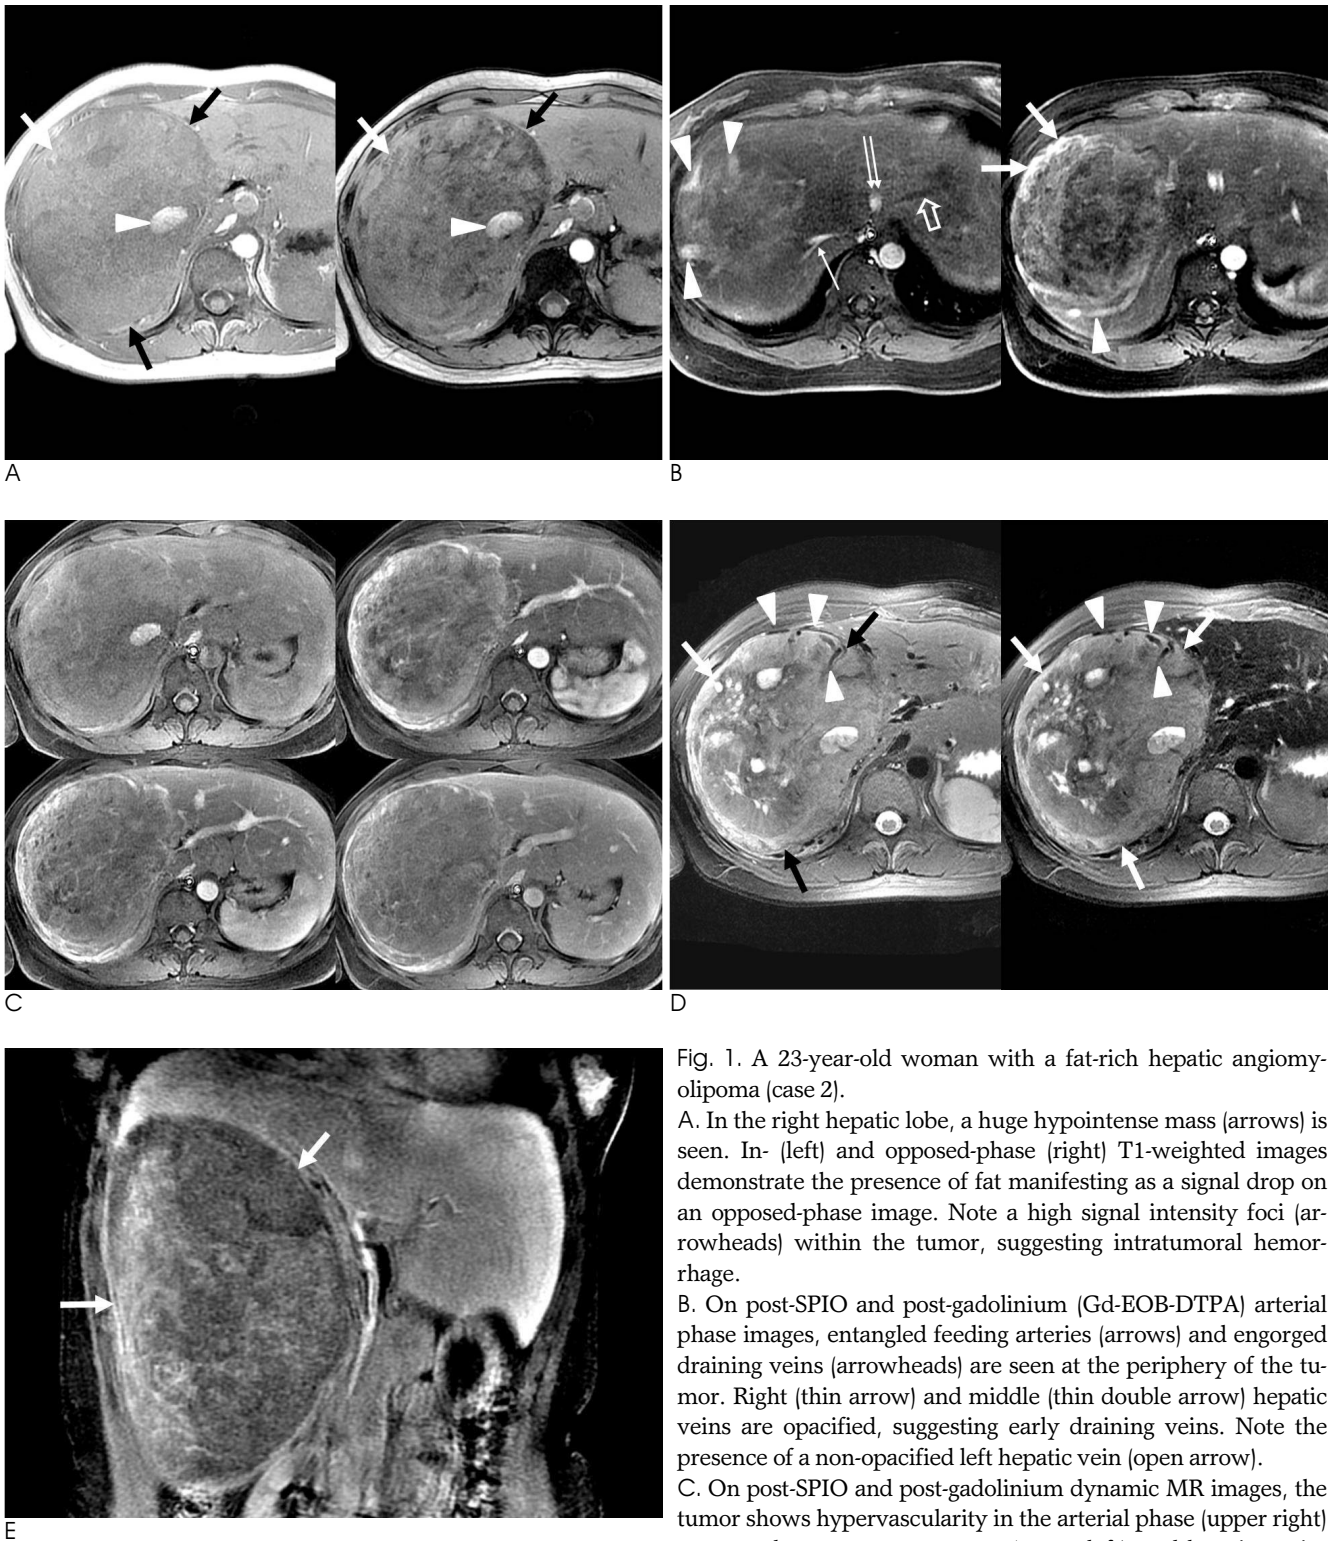 A
B
C
D
E
Fig. 1. A 23-year-old woman with a fat-rich hepatic angiomy-
olipoma (case 2).
A. In the right hepatic lobe, a huge hypointense mass (arrows) is
seen. In- (left) and opposed-phase (right) T1-weighted images
demonstrate the presence of fat manifesting as a signal drop on
an opposed-phase image. Note a high signal intensity foci (ar-
rowheads) within the tumor, suggesting intratumoral hemor-
rhage.
B. On post-SPIO and post-gadolinium (Gd-EOB-DTPA) arterial
phase images, entangled feeding arteries (arrows) and engorged
draining veins (arrowheads) are seen at the periphery of the tu-
mor. Right (thin arrow) and middle (thin double arrow) hepatic
veins are opacified, suggesting early draining veins. Note the
presence of a non-opacified left hepatic vein (open arrow).
C. On post-SPIO and post-gadolinium dynamic MR images, the
tumor shows hypervascularity in the arterial phase (upper right)